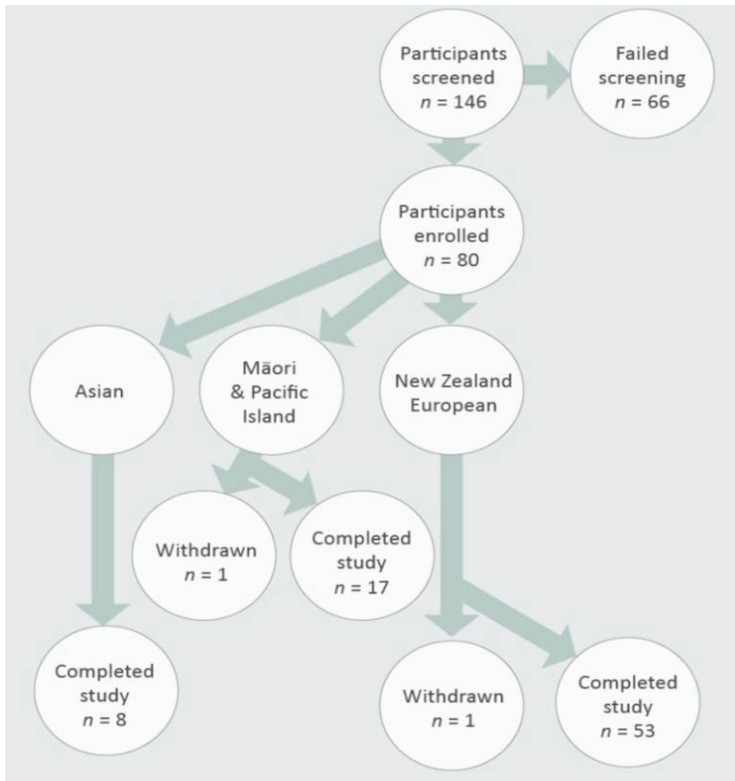 Participants
screened
n = 146
Failed
screening
n = 66
Participants
enrolled
n = 80
Asian
Māori
& Pacific
Island
New Zealand
European
Withdrawn
n = 1
Completed
study
n = 17
Completed
study
n = 8
Withdrawn
n = 1
Completed
study
n = 53